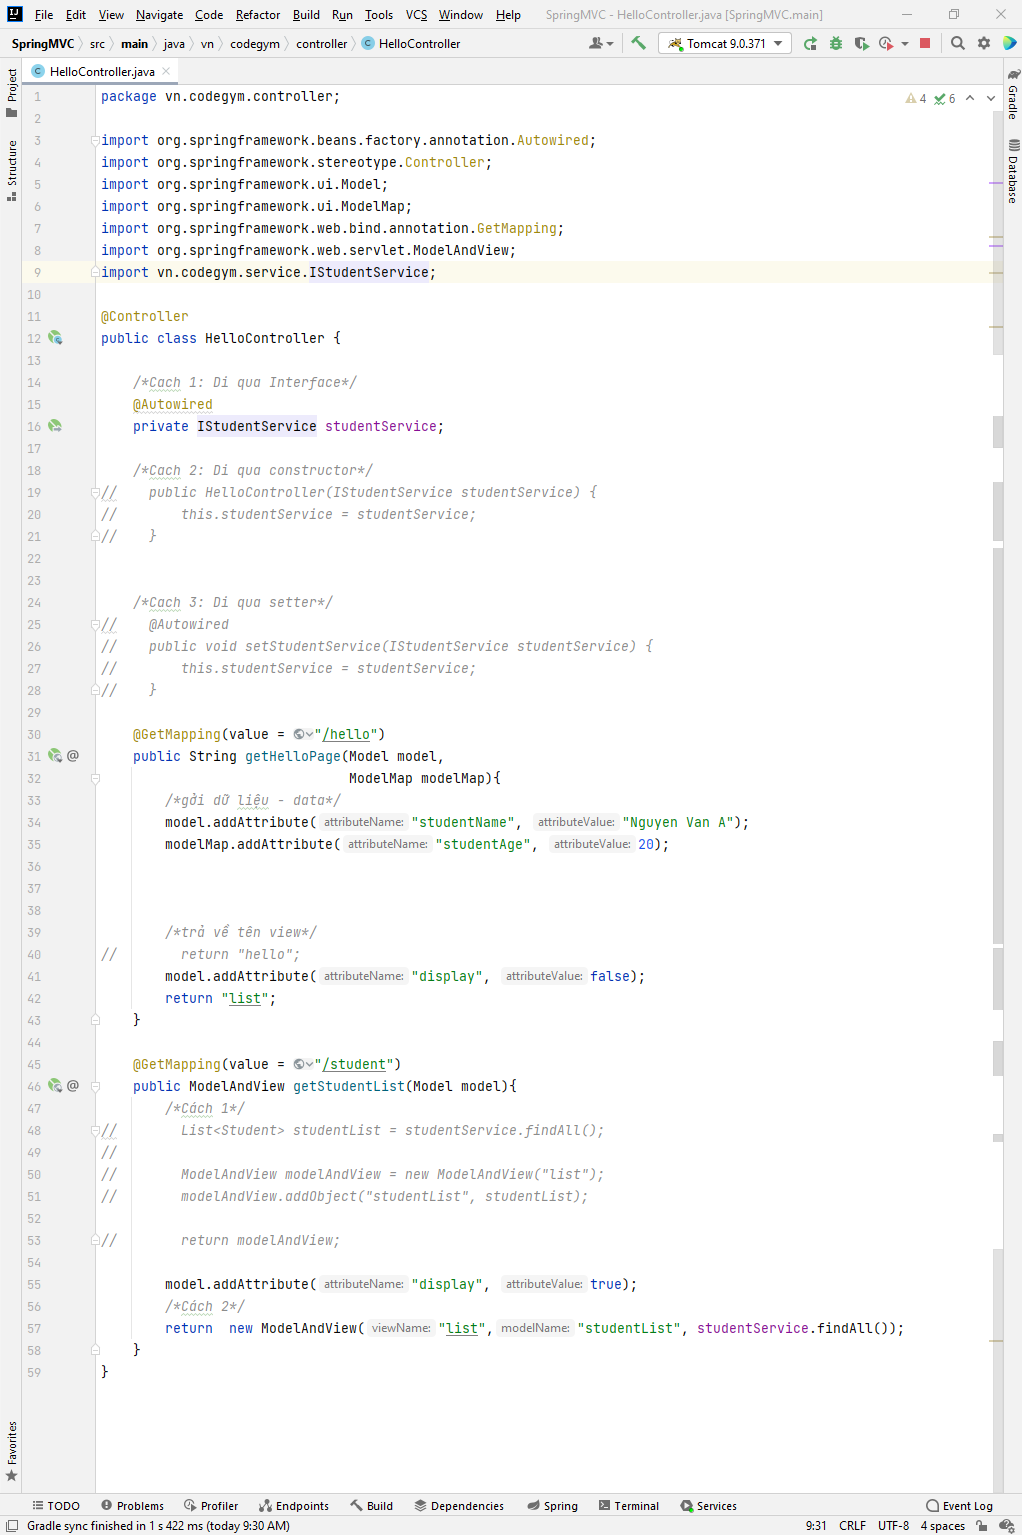 File Edit View Navigate Code Refactor Build Run Tools VCS Window Help SpringMVC - HelloController.java [SpringMVC.main]
SpringMVC src main java vn codegym controller HelloController Tomcat 9.0.371
HelloController.java
Project
Structure
Favorites
Gradle
Database
4 6
1 package vn.codegym.controller;
2
3 import org.springframework.beans.factory.annotation.Autowired;
4 import org.springframework.stereotype.Controller;
5 import org.springframework.ui.Model;
6 import org.springframework.ui.ModelMap;
7 import org.springframework.web.bind.annotation.GetMapping;
8 import org.springframework.web.servlet.ModelAndView;
9 import vn.codegym.service.IStudentService;
10
11 @Controller
12 public class HelloController {
13
14 /*Cach 1: Di qua Interface*/
15 @Autowired
16 private IStudentService studentService;
17
18 /*Cach 2: Di qua constructor*/
19 // public HelloController(IStudentService studentService) {
20 // this.studentService = studentService;
21 // }
22
23
24 /*Cach 3: Di qua setter*/
25 // @Autowired
26 // public void setStudentService(IStudentService studentService) {
27 // this.studentService = studentService;
28 // }
29
30 @GetMapping(value = "/hello")
31 @ public String getHelloPage(Model model,
32 ModelMap modelMap){
33 /*gởi dữ liệu - data*/
34 model.addAttribute( attributeName: "studentName", attributeValue: "Nguyen Van A");
35 modelMap.addAttribute( attributeName: "studentAge", attributeValue: 20);
36
37
38
39 /*trả về tên view*/
40 // return "hello";
41 model.addAttribute( attributeName: "display", attributeValue: false);
42 return "list";
43 }
44
45 @GetMapping(value = "/student")
46 @ public ModelAndView getStudentList(Model model){
47 /*Cách 1*/
48 // List<Student> studentList = studentService.findAll();
49 //
50 // ModelAndView modelAndView = new ModelAndView("list");
51 // modelAndView.addObject("studentList", studentList);
52
53 // return modelAndView;
54
55 model.addAttribute( attributeName: "display", attributeValue: true);
56 /*Cách 2*/
57 return new ModelAndView( viewName: "list", modelName: "studentList", studentService.findAll());
58 }
59 }
TODO Problems Profiler Endpoints Build Dependencies Spring Terminal Services Event Log
Gradle sync finished in 1 s 422 ms (today 9:30 AM) 9:31 CRLF UTF-8 4 spaces